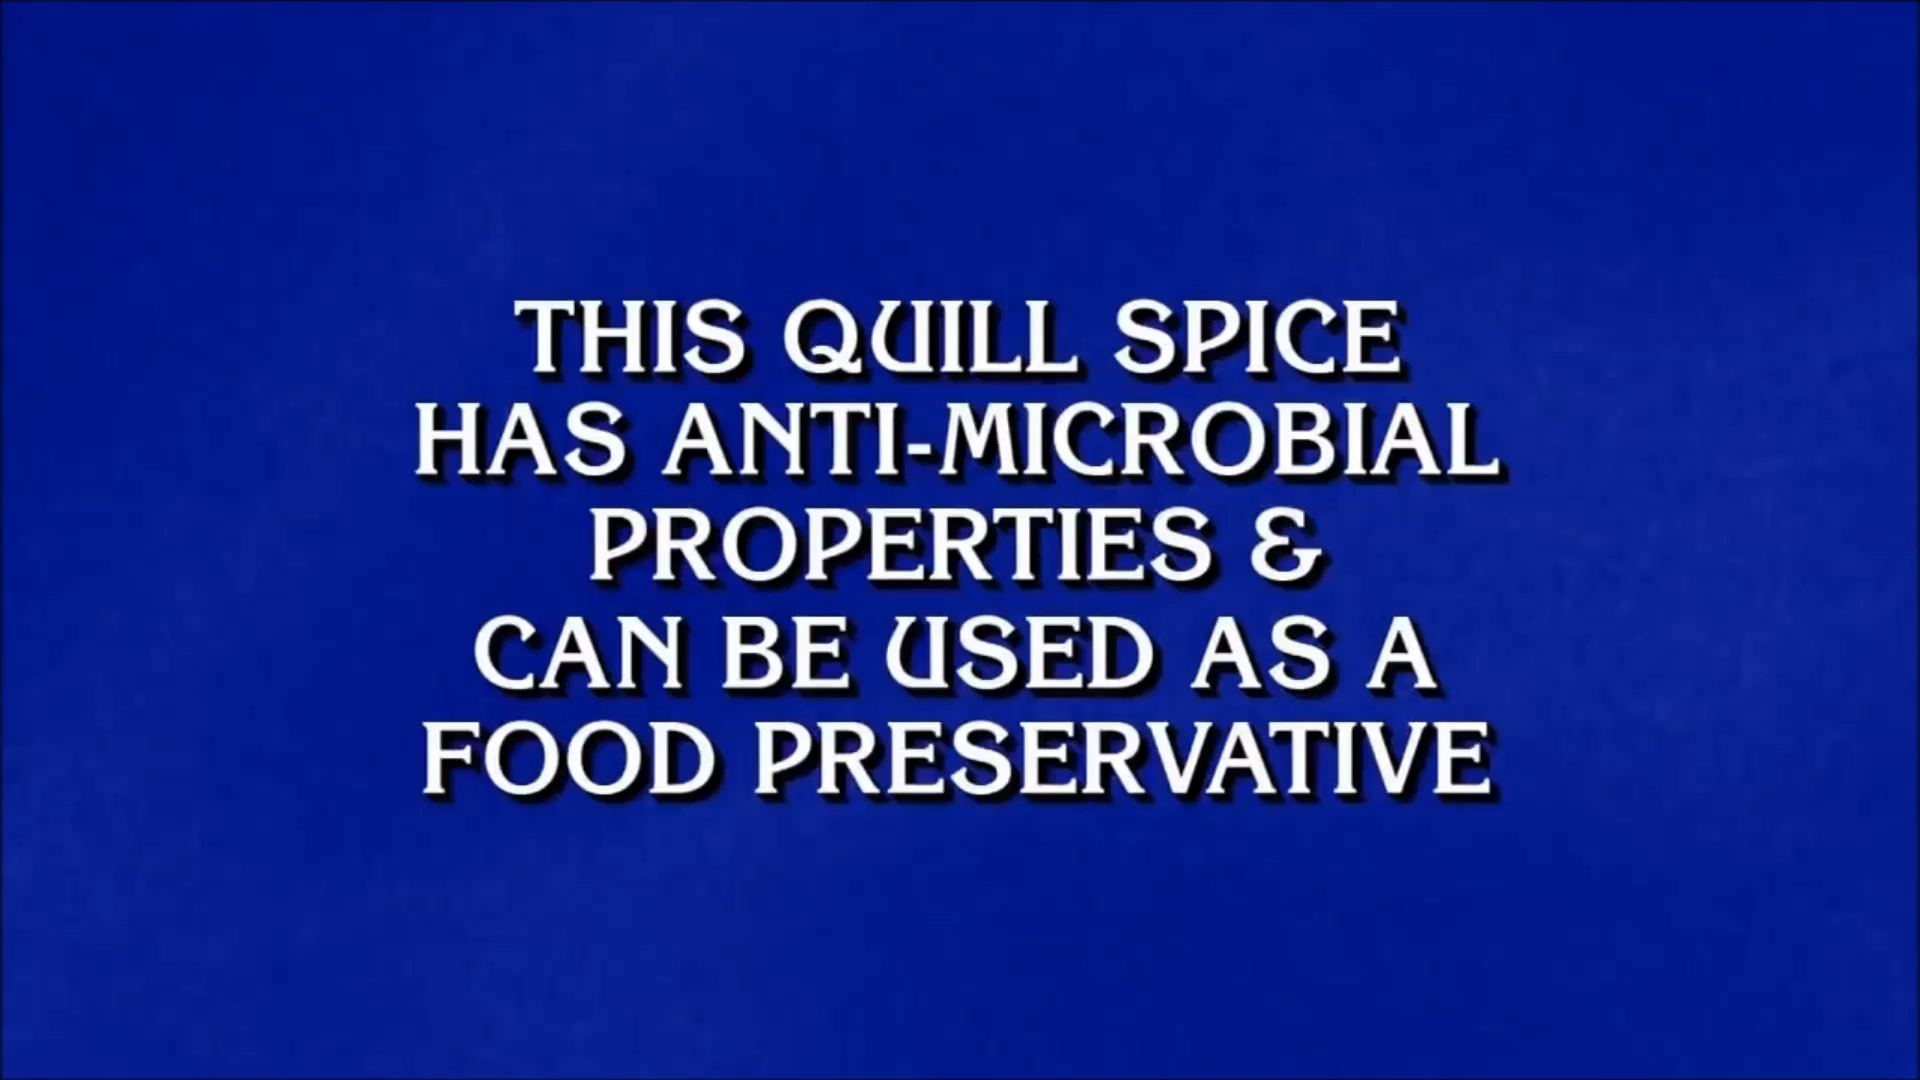 THIS QUILL SPICE
HAS ANTI-MICROBIAL
PROPERTIES &
CAN BE USED AS A
FOOD PRESERVATIVE